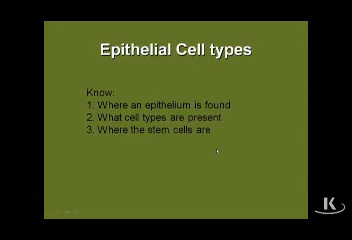 Epithelial Cell types
Know:
1. Where an epithelium is found
2. What cell types are present
3. Where the stem cells are
K